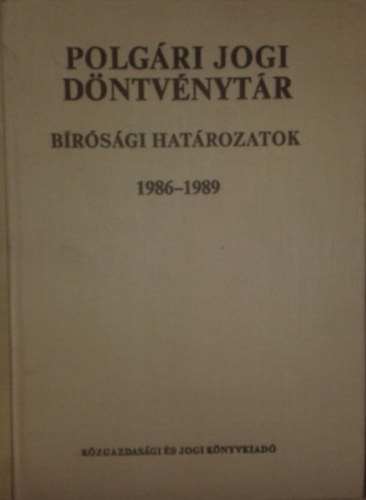 POLGÁRI JOGI
DÖNTVÉNYTÁR
BÍRÓSÁGI HATÁROZATOK
1986–1989
KÖZGAZDASÁGI ÉS JOGI KÖNYVKIADÓ